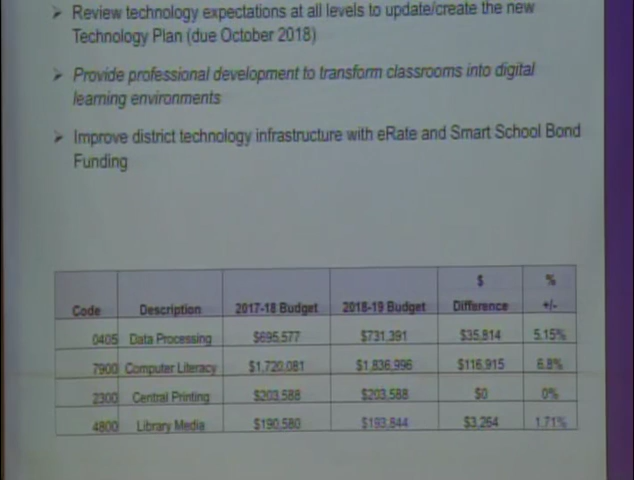 ➢ Review technology expectations at all levels to update/create the new
Technology Plan (due October 2018)
➢ Provide professional development to transform classrooms into digital
learning environments
➢ Improve district technology infrastructure with eRate and Smart School Bond
Funding
Code Description 2017-18 Budget 2018-19 Budget $ Difference % +/-
0405 Data Processing $695,577 $731,391 $35,814 5.15%
7900 Computer Literacy $1,720,081 $1,836,996 $116,915 6.8%
2300 Central Printing $203,588 $203,588 $0 0%
4800 Library Media $190,580 $193,844 $3,264 1.71%